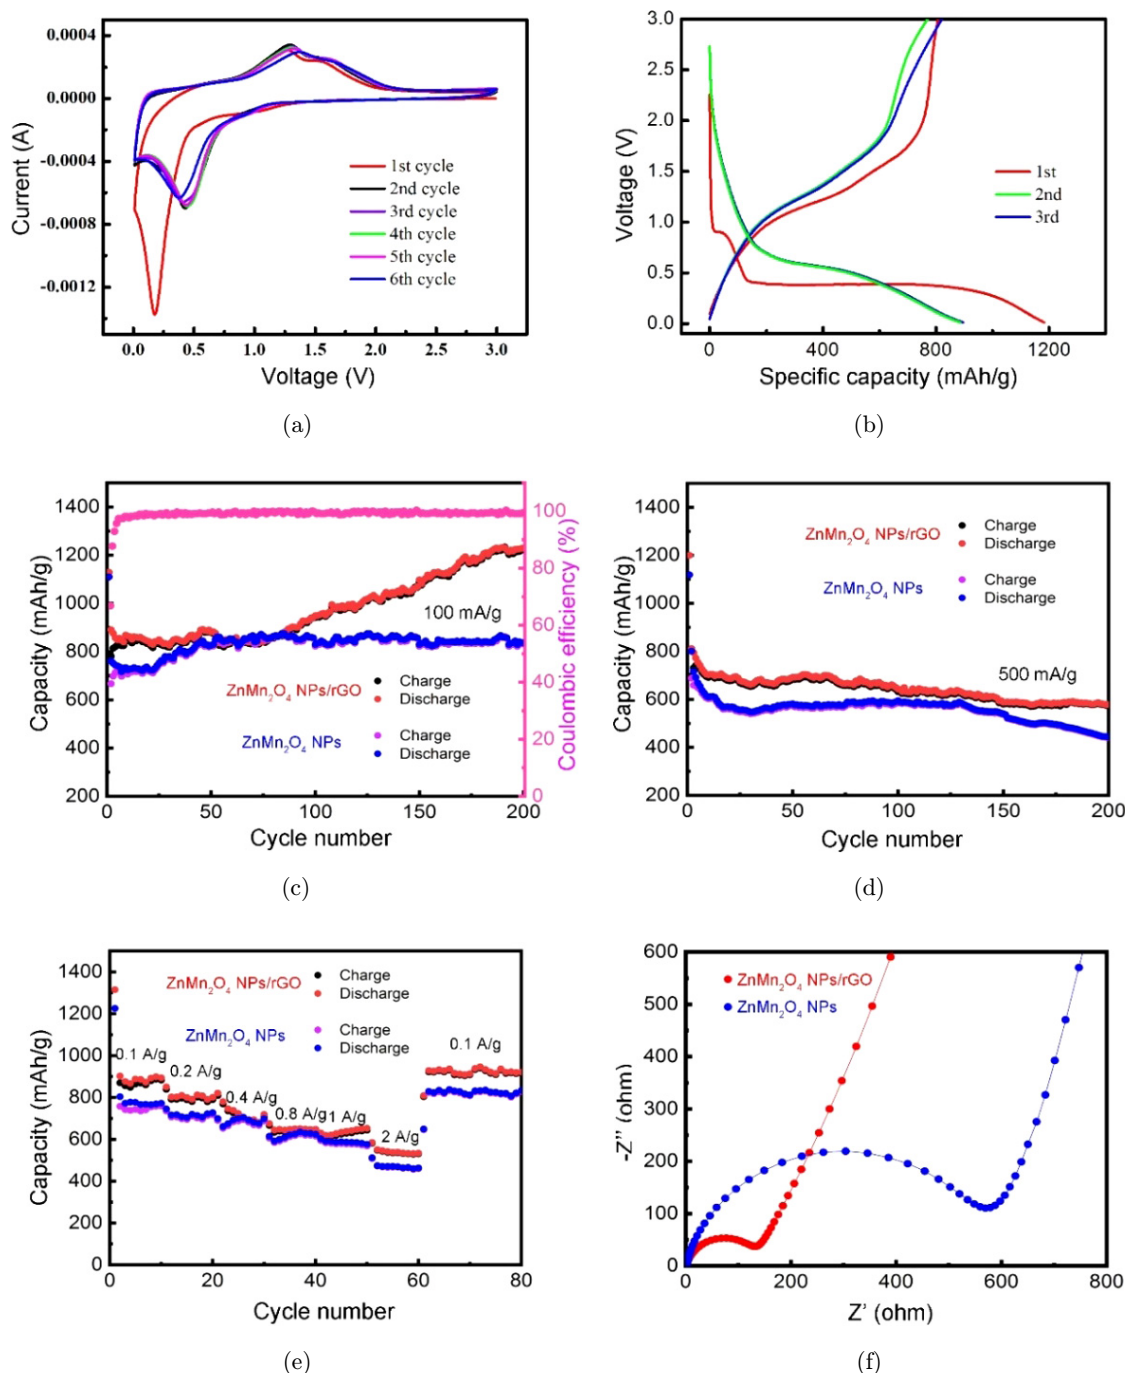 0.0004
0.0000
-0.0004
-0.0008
-0.0012
Current (A)
1st cycle
2nd cycle
3rd cycle
4th cycle
5th cycle
6th cycle
0.0 0.5 1.0 1.5 2.0 2.5 3.0
Voltage (V)
(a)
3.0
2.5
2.0
1.5
1.0
0.5
0.0
Voltage (V)
1st
2nd
3rd
0 400 800 1200
Specific capacity (mAh/g)
(b)
1400
1200
1000
800
600
400
200
Capacity (mAh/g)
100
80
60
40
20
0
Coulombic efficiency (%)
100 mA/g
ZnMn₂O₄ NPs/rGO
Charge
Discharge
ZnMn₂O₄ NPs
Charge
Discharge
0 50 100 150 200
Cycle number
(c)
1400
1200
1000
800
600
400
200
Capacity (mAh/g)
ZnMn₂O₄ NPs/rGO
Charge
Discharge
ZnMn₂O₄ NPs
Charge
Discharge
500 mA/g
0 50 100 150 200
Cycle number
(d)
1400
1200
1000
800
600
400
200
0
Capacity (mAh/g)
ZnMn₂O₄ NPs/rGO
Charge
Discharge
ZnMn₂O₄ NPs
Charge
Discharge
0.1 A/g
0.2 A/g
0.4 A/g
0.8 A/g
1 A/g
2 A/g
0.1 A/g
0 20 40 60 80
Cycle number
(e)
600
500
400
300
200
100
0
-Z'' (ohm)
ZnMn₂O₄ NPs/rGO
ZnMn₂O₄ NPs
0 200 400 600 800
Z' (ohm)
(f)